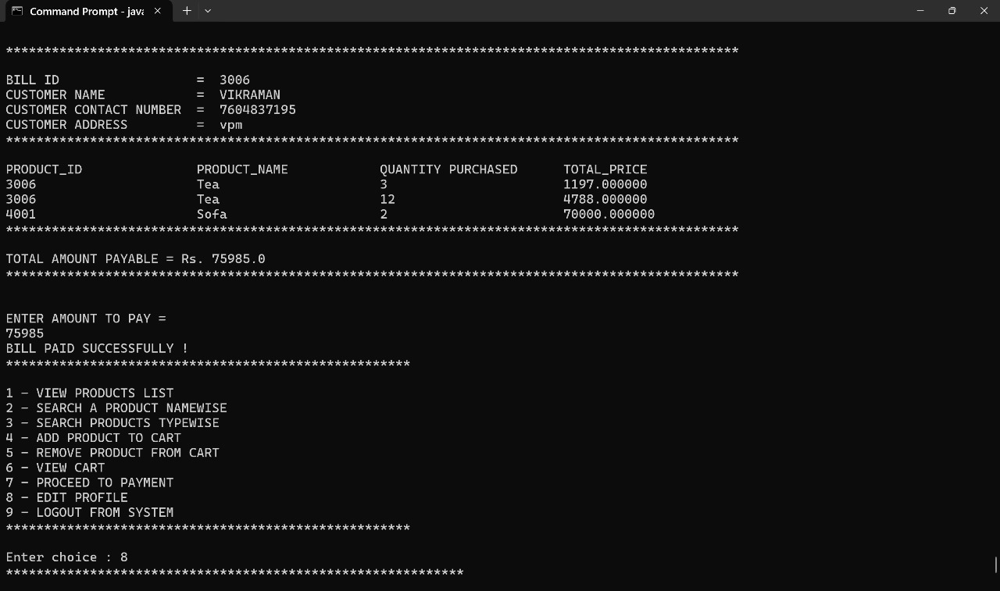 Command Prompt - java
************************************************************************************************
BILL ID = 3006
CUSTOMER NAME = VIKRAMAN
CUSTOMER CONTACT NUMBER = 7604837195
CUSTOMER ADDRESS = vpm
************************************************************************************************
PRODUCT_ID PRODUCT_NAME QUANTITY PURCHASED TOTAL_PRICE
3006 Tea 3 1197.000000
3006 Tea 12 4788.000000
4001 Sofa 2 70000.000000
************************************************************************************************
TOTAL AMOUNT PAYABLE = Rs. 75985.0
************************************************************************************************
ENTER AMOUNT TO PAY =
75985
BILL PAID SUCCESSFULLY !
*****************************************************
1 - VIEW PRODUCTS LIST
2 - SEARCH A PRODUCT NAMEWISE
3 - SEARCH PRODUCTS TYPEWISE
4 - ADD PRODUCT TO CART
5 - REMOVE PRODUCT FROM CART
6 - VIEW CART
7 - PROCEED TO PAYMENT
8 - EDIT PROFILE
9 - LOGOUT FROM SYSTEM
*****************************************************
Enter choice : 8
************************************************************